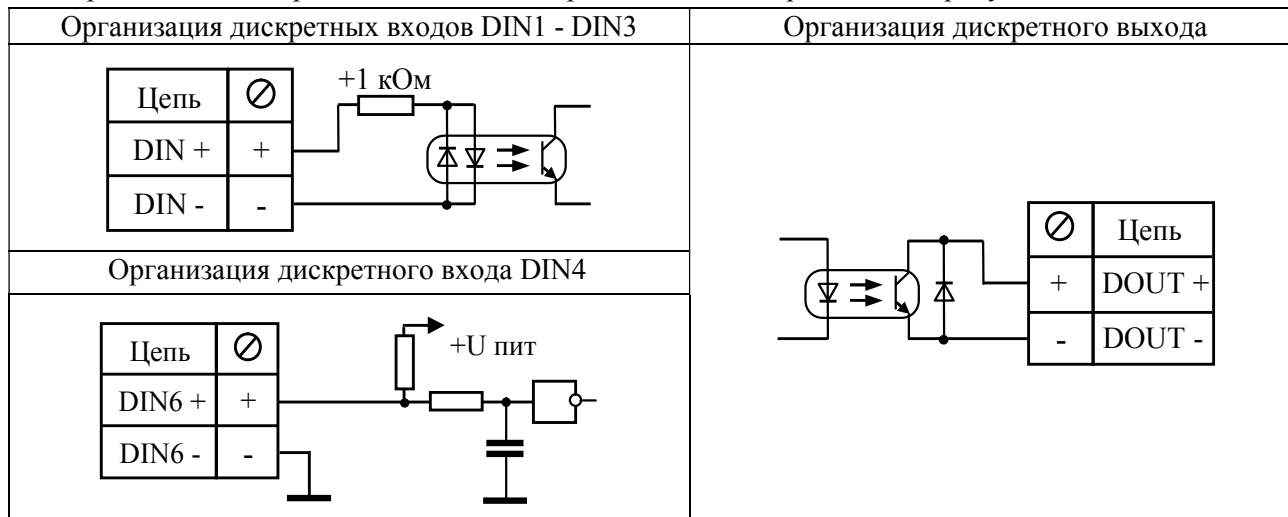 Организация дискретных входов DIN1 - DIN3
Организация дискретного выхода
Цепь
+1 кОм
DIN +
+
DIN -
-
Организация дискретного входа DIN4
Цепь
+U пит
DIN6 +
+
DIN6 -
-
Цепь
+
DOUT +
-
DOUT -